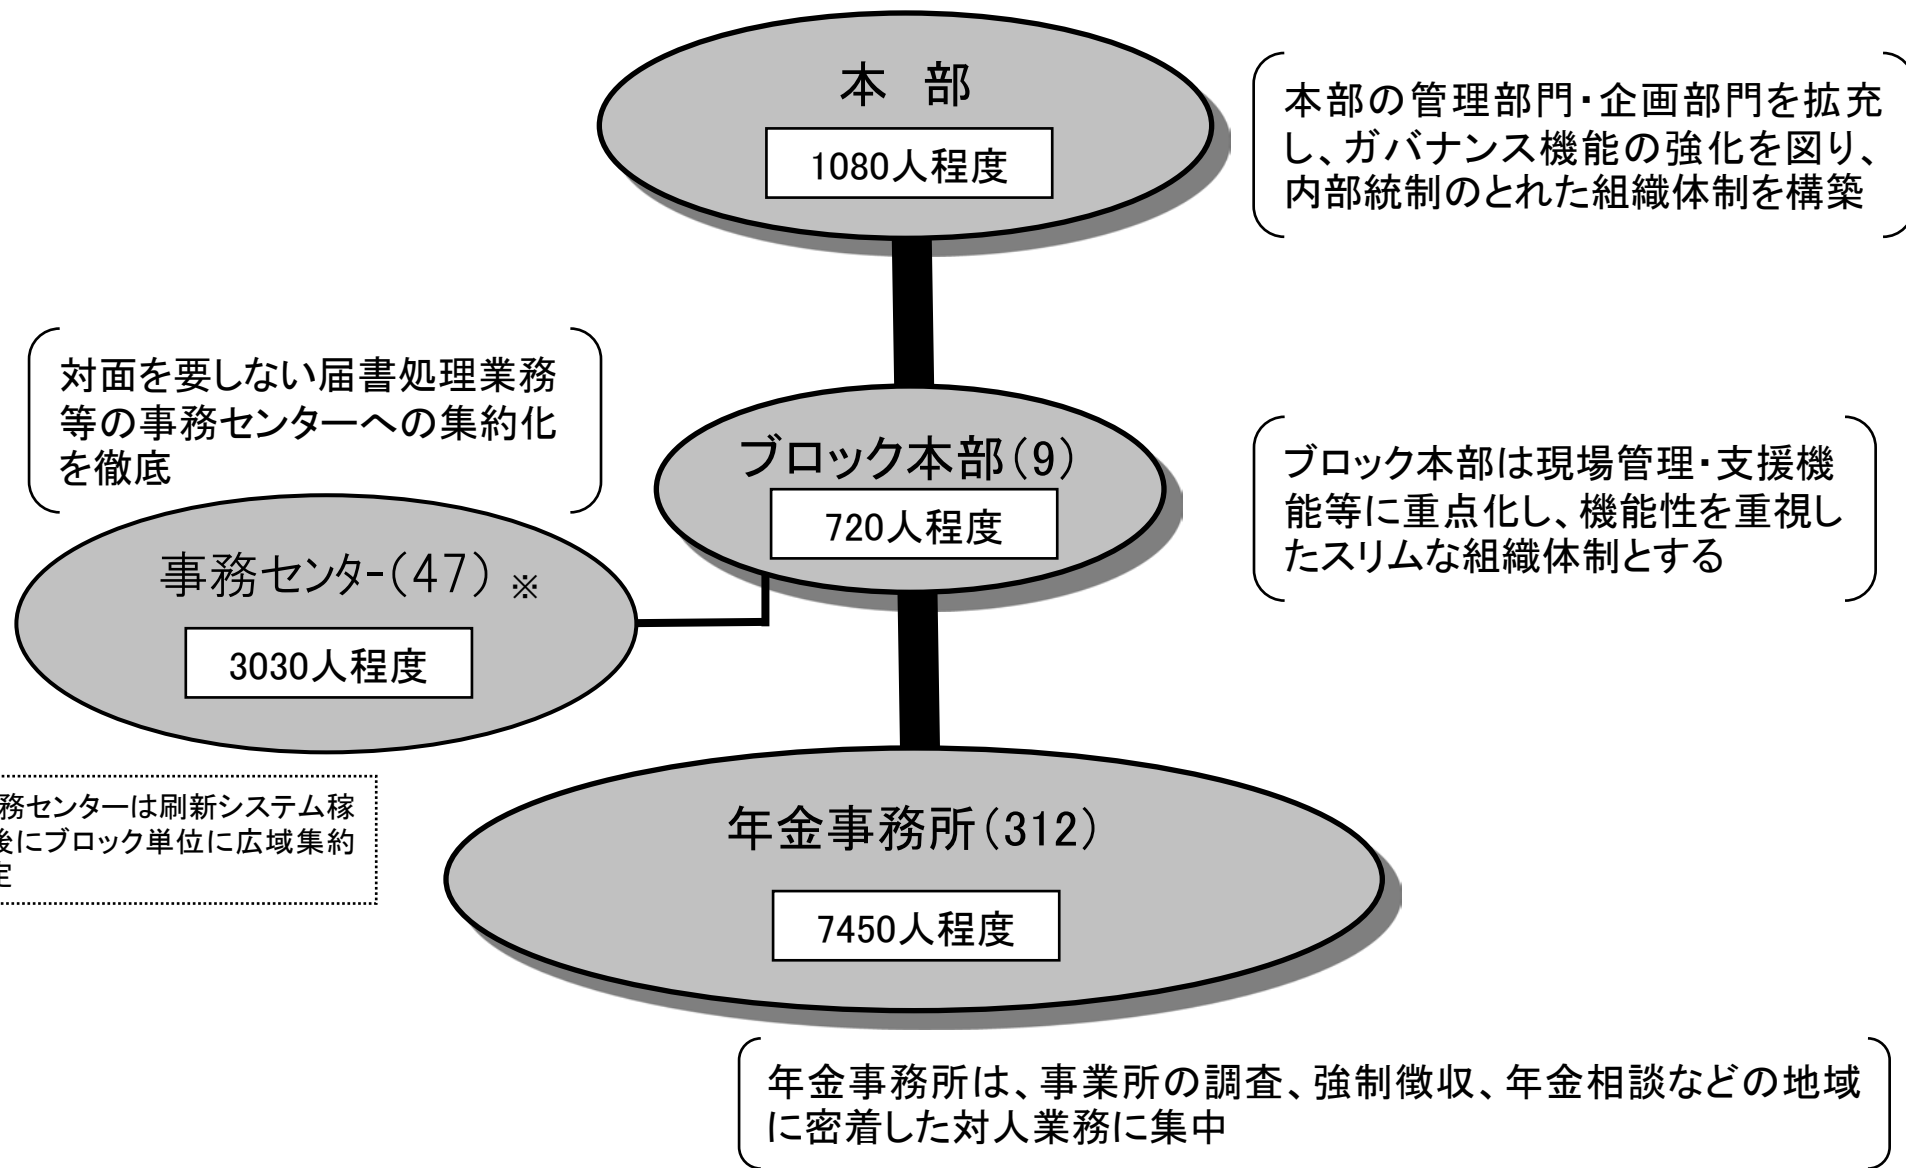 本 部
1080人程度
本部の管理部門・企画部門を拡充
し、ガバナンス機能の強化を図り、
内部統制のとれた組織体制を構築
対面を要しない届書処理業務
等の事務センターへの集約化
を徹底
ブロック本部(9)
720人程度
ブロック本部は現場管理・支援機
能等に重点化し、機能性を重視し
たスリムな組織体制とする
事務センター(47) ※
3030人程度
務センターは刷新システム稼
後にブロック単位に広域集約
定
年金事務所(312)
7450人程度
年金事務所は、事業所の調査、強制徴収、年金相談などの地域
に密着した対人業務に集中